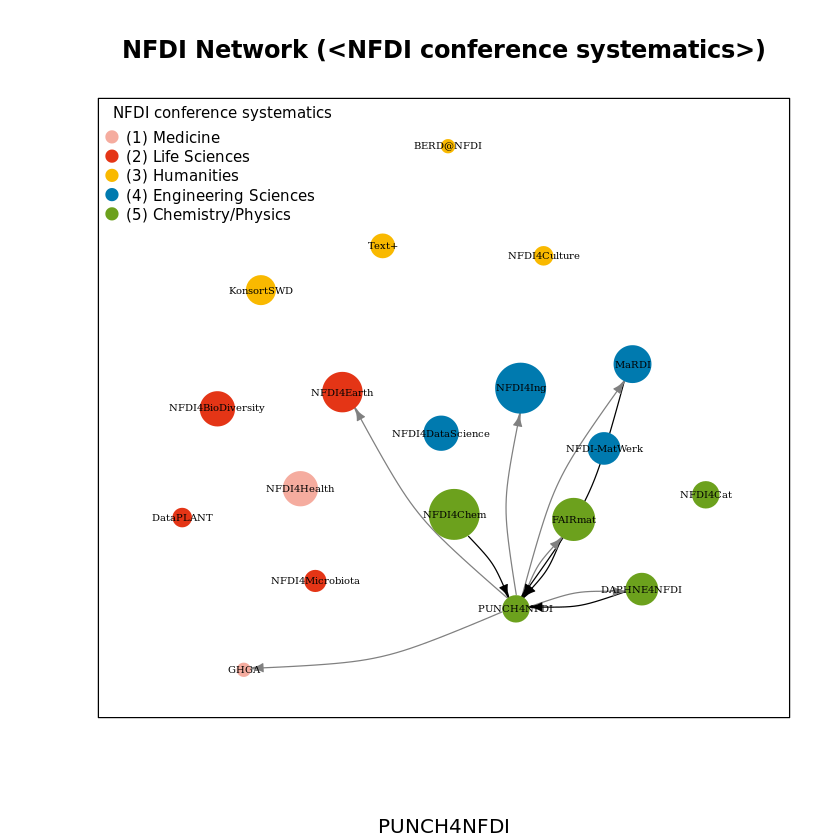 NFDI Network (<NFDI conference systematics>)
NFDI conference systematics
(1) Medicine
(2) Life Sciences
(3) Humanities
(4) Engineering Sciences
(5) Chemistry/Physics
BERD@NFDI
Text+
NFDI4Culture
KonsortSWD
MaRDI
NFDI4Ing
NFDI4Earth
NFDI4BioDiversity
NFDI4DataScience
NFDI-MatWerk
NFDI4Health
NFDI4Cat
NFDI4Chem
FAIRmat
DataPLANT
NFDI4Microbiota
DAPHNE4NFDI
PUNCH4NFDI
GHGA
PUNCH4NFDI